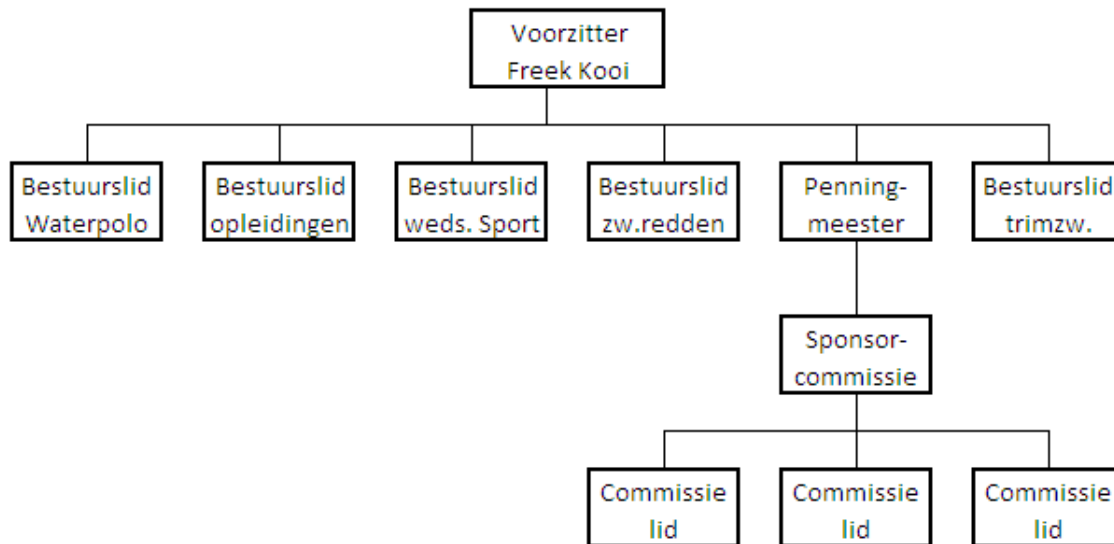 Voorzitter
Freek Kooi
Bestuurslid
Waterpolo
Bestuurslid
opleidingen
Bestuurslid
weds. Sport
Bestuurslid
zw.redden
Penning-
meester
Bestuurslid
trimzw.
Sponsor-
commissie
Commissie
lid
Commissie
lid
Commissie
lid